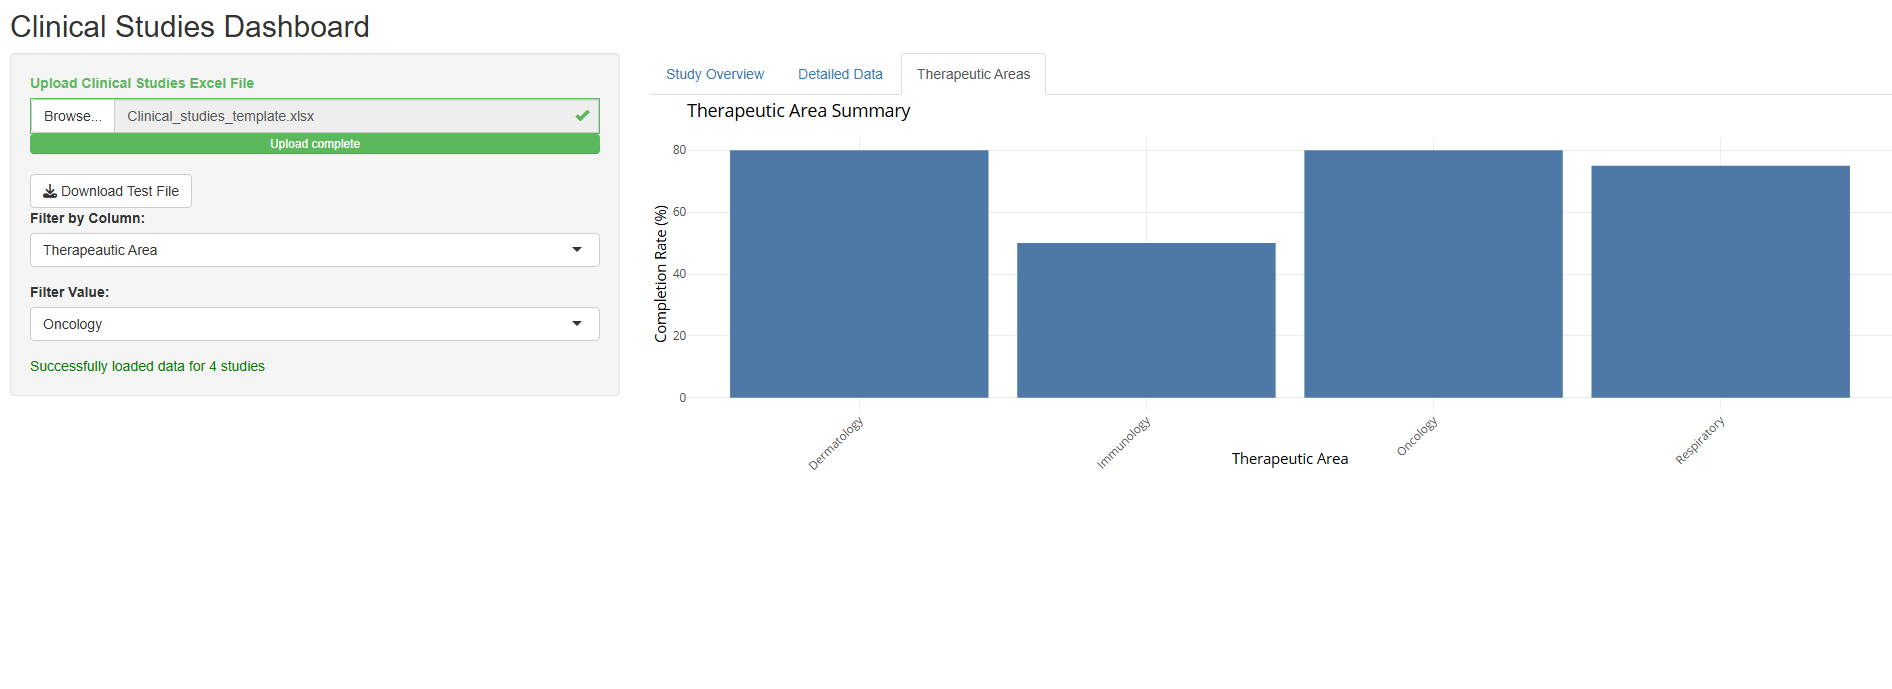 Clinical Studies Dashboard
Upload Clinical Studies Excel File
Browse...
Clinical_studies_template.xlsx
Upload complete
Download Test File
Filter by Column:
Therapeautic Area
Filter Value:
Oncology
Successfully loaded data for 4 studies
Study Overview
Detailed Data
Therapeutic Areas
Therapeutic Area Summary
80
60
40
20
0
Completion Rate (%)
Dermatology
Immunology
Oncology
Respiratory
Therapeutic Area